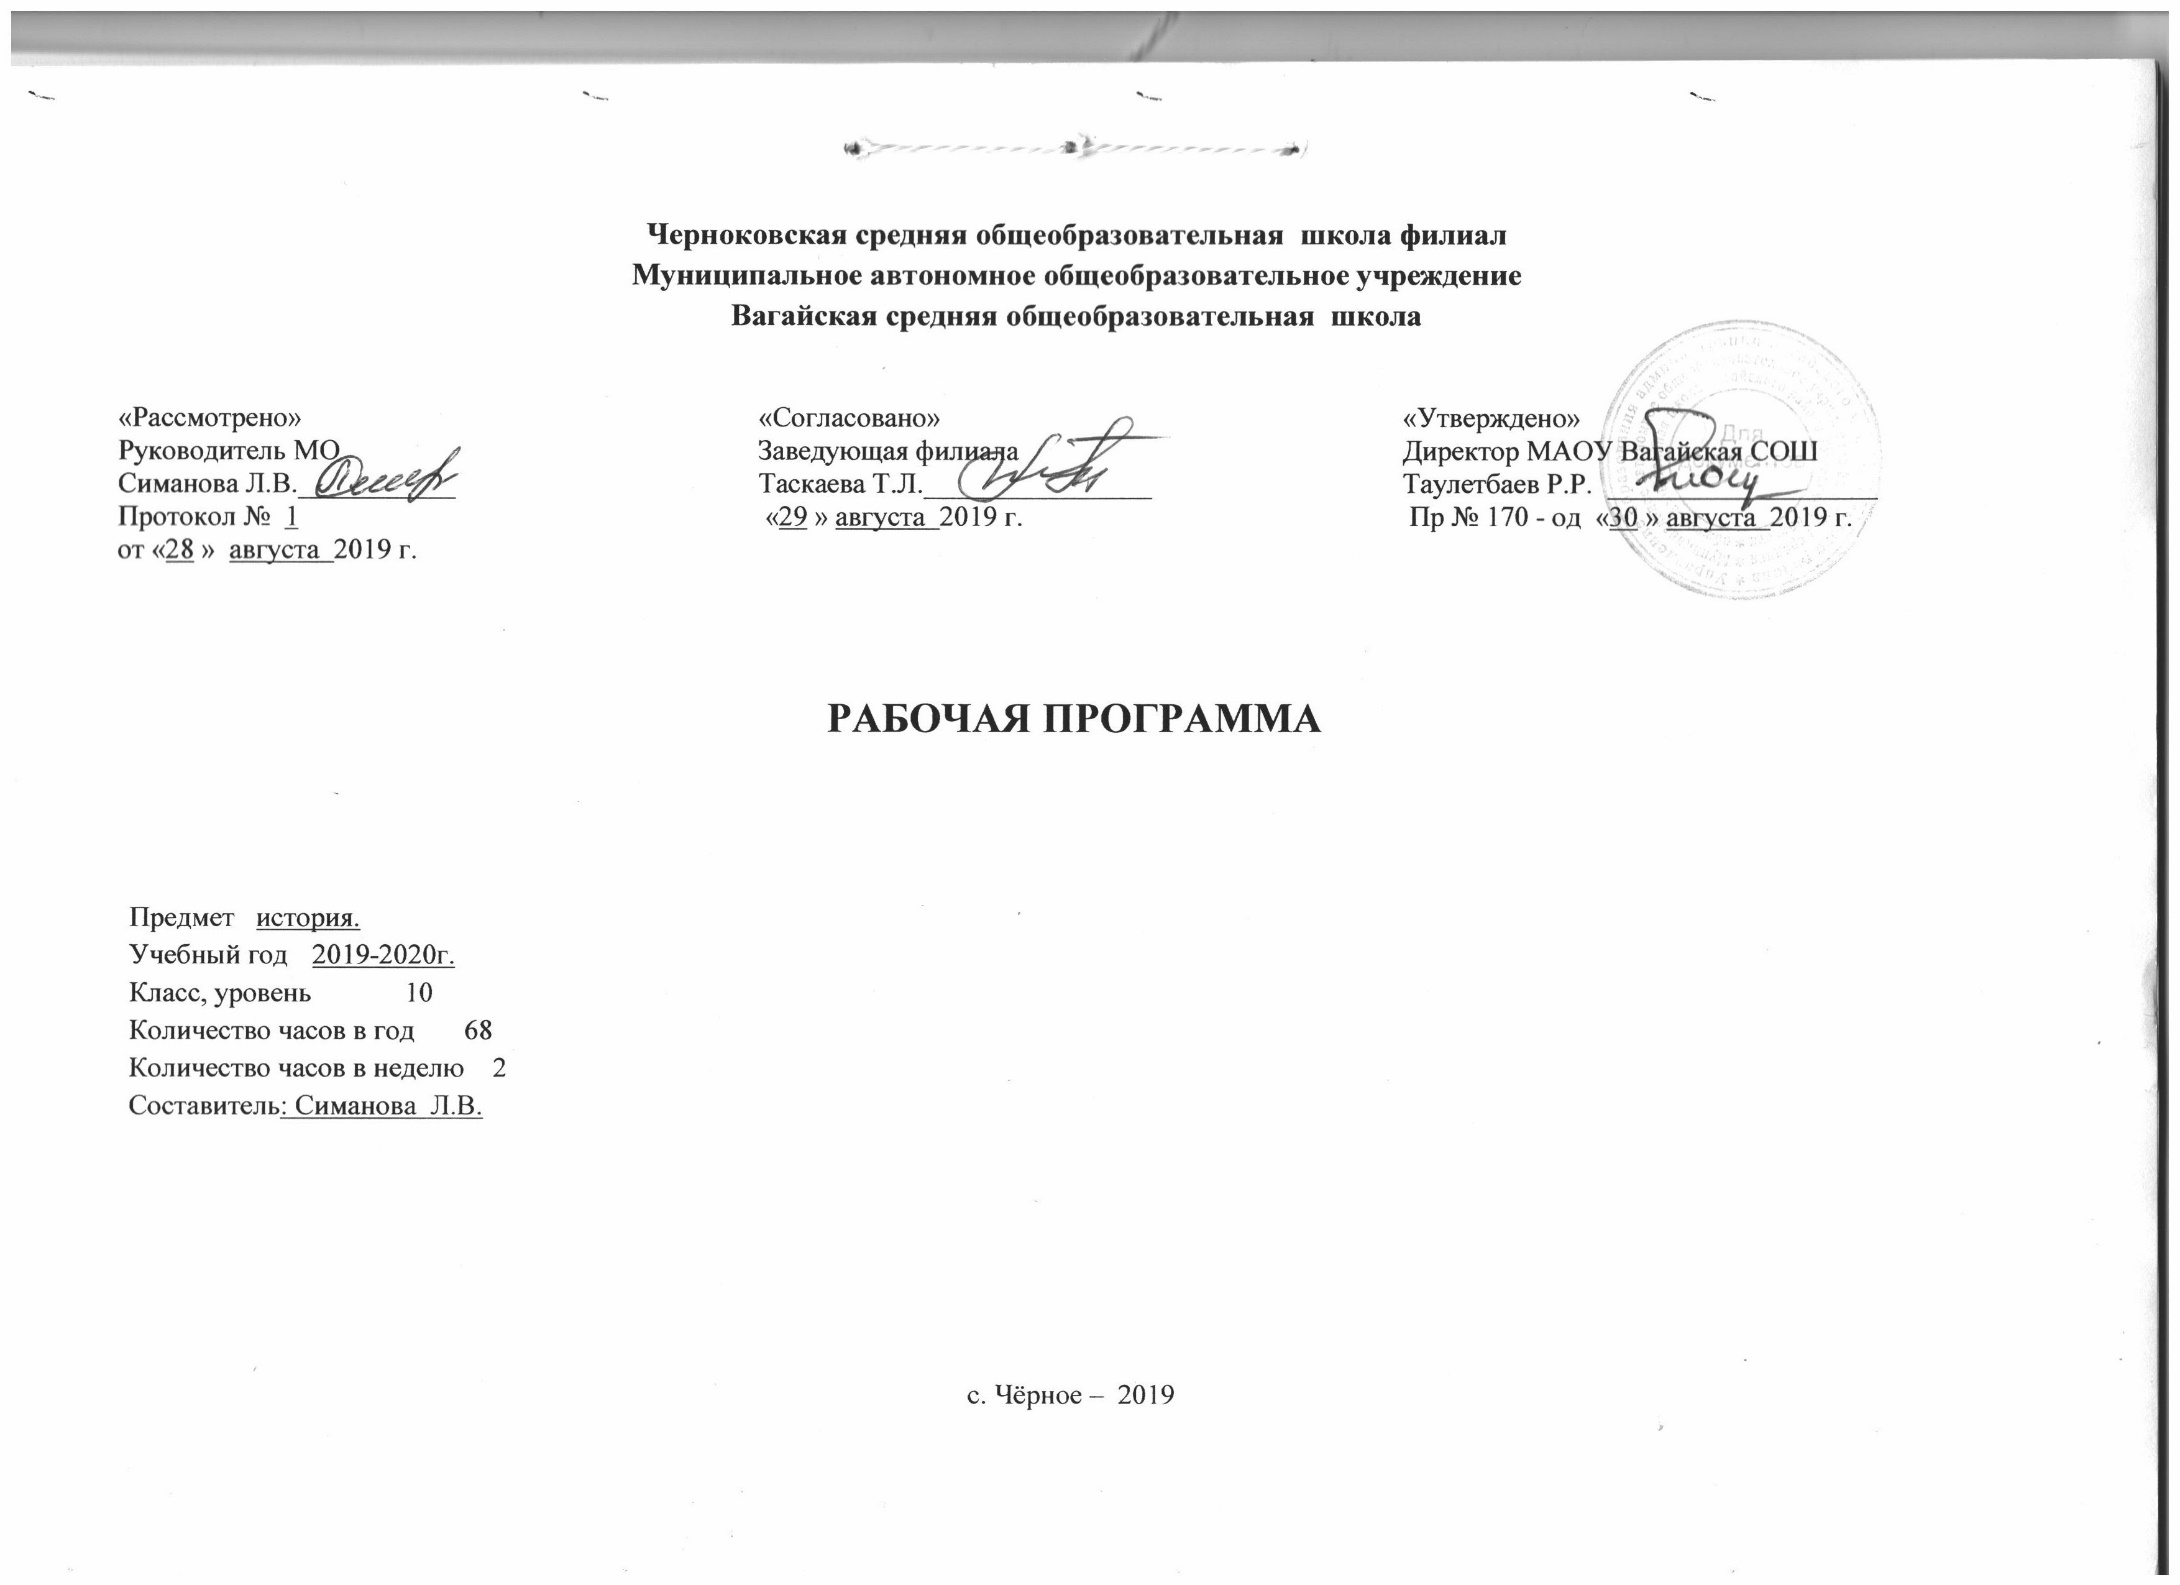 Черноковская средняя общеобразовательная школа филиал
Муниципальное автономное общеобразовательное учреждение
Вагайская средняя общеобразовательная школа
«Рассмотрено»
Руководитель МО
Симанова Л.В.
Протокол № 1
от «28 » августа 2019 г.
«Согласовано»
Заведующая филиала
Таскаева Т.Л.
«29 » августа 2019 г.
«Утверждено»
Директор МАОУ Вагайская СОШ
Таулетбаев Р.Р.
Пр № 170 - од «30 » августа 2019 г.
Для
документов
РАБОЧАЯ ПРОГРАММА
Предмет история.
Учебный год 2019-2020г.
Класс, уровень 10
Количество часов в год 68
Количество часов в неделю 2
Составитель: Симанова Л.В.
с. Чёрное – 2019